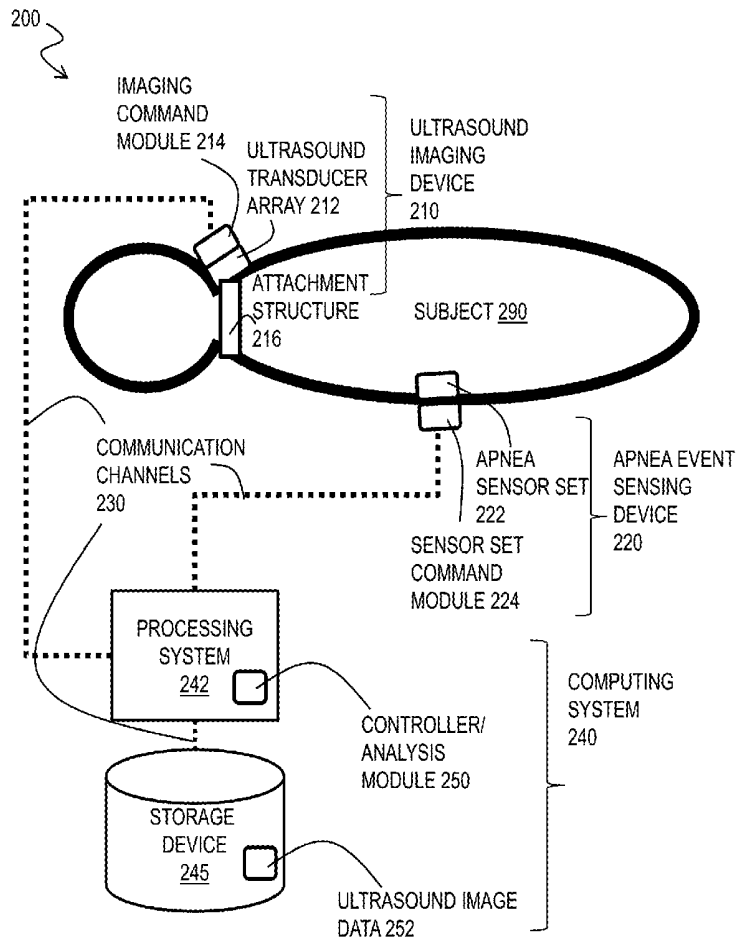 200
IMAGING
COMMAND
MODULE 214
ULTRASOUND
TRANSDUCER
ARRAY 212
ULTRASOUND
IMAGING
DEVICE
210
ATTACHMENT
STRUCTURE
216
SUBJECT 290
COMMUNICATION
CHANNELS
230
APNEA
SENSOR SET
222
SENSOR SET
COMMAND
MODULE 224
APNEA EVENT
SENSING
DEVICE
220
PROCESSING
SYSTEM
242
CONTROLLER/
ANALYSIS
MODULE 250
COMPUTING
SYSTEM
240
STORAGE
DEVICE
245
ULTRASOUND IMAGE
DATA 252